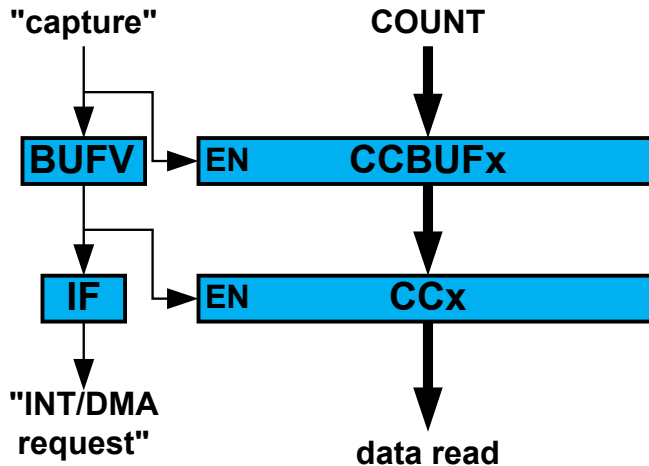 "capture"
COUNT
BUFV
EN
CCBUFx
IF
EN
CCx
"INT/DMA
request"
data read